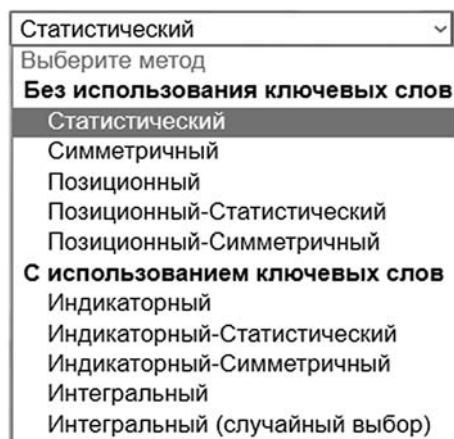 Статистический
Выберите метод
Без использования ключевых слов
Статистический
Симметричный
Позиционный
Позиционный-Статистический
Позиционный-Симметричный
С использованием ключевых слов
Индикаторный
Индикаторный-Статистический
Индикаторный-Симметричный
Интегральный
Интегральный (случайный выбор)